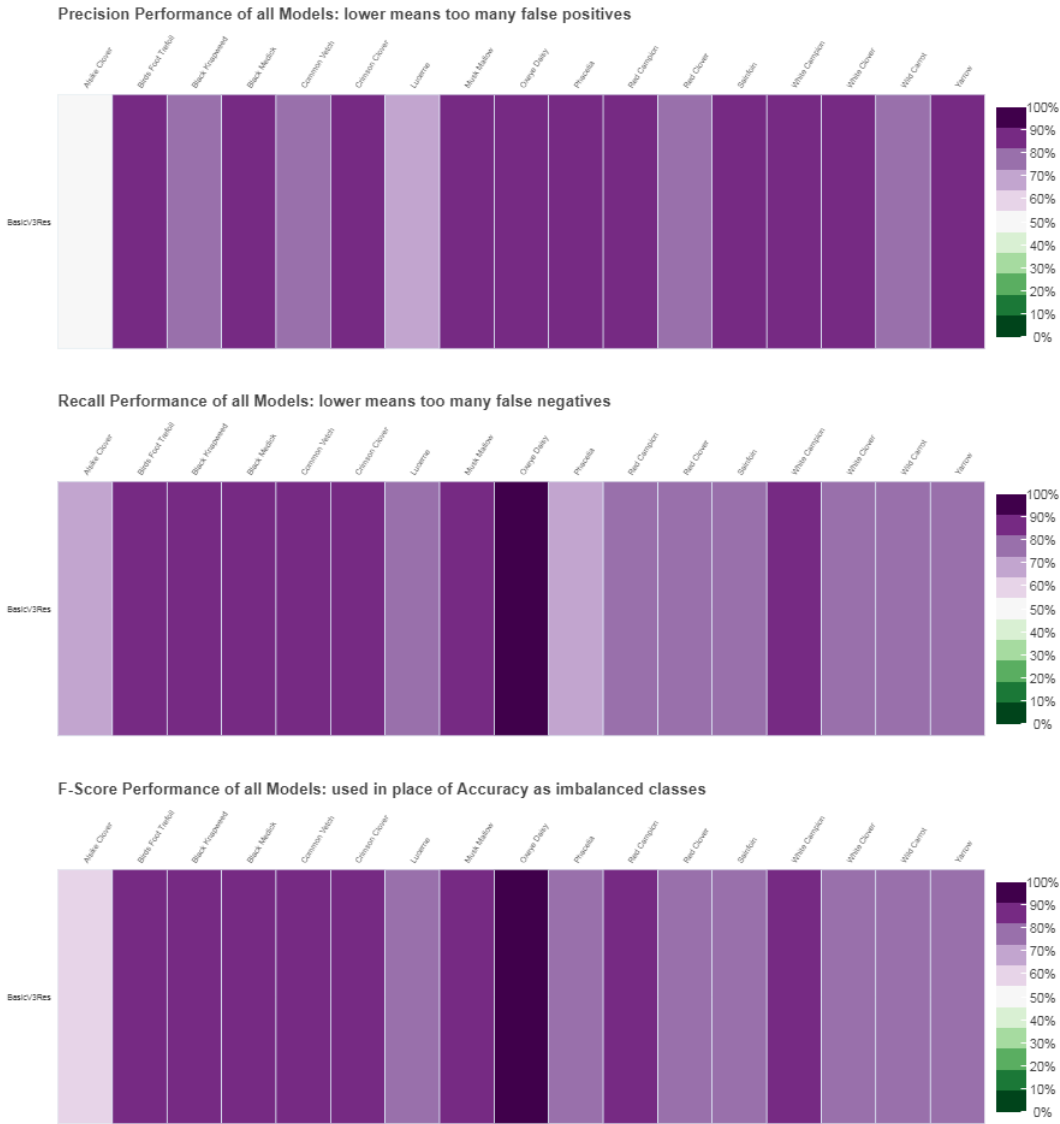 Precision Performance of all Models: lower means too many false positives
Alsike Clover
Birds Foot Trefoil
Black Knapweed
Black Medick
Common Vetch
Crimson Clover
Lucerne
Musk Mallow
Oxeye Daisy
Phacelia
Red Campion
Red Clover
Sainfoin
White Campion
White Clover
Wild Carrot
Yarrow
BasicV3Res
100%
90%
80%
70%
60%
50%
40%
30%
20%
10%
0%
Recall Performance of all Models: lower means too many false negatives
Alsike Clover
Birds Foot Trefoil
Black Knapweed
Black Medick
Common Vetch
Crimson Clover
Lucerne
Musk Mallow
Oxeye Daisy
Phacelia
Red Campion
Red Clover
Sainfoin
White Campion
White Clover
Wild Carrot
Yarrow
BasicV3Res
100%
90%
80%
70%
60%
50%
40%
30%
20%
10%
0%
F-Score Performance of all Models: used in place of Accuracy as imbalanced classes
Alsike Clover
Birds Foot Trefoil
Black Knapweed
Black Medick
Common Vetch
Crimson Clover
Lucerne
Musk Mallow
Oxeye Daisy
Phacelia
Red Campion
Red Clover
Sainfoin
White Campion
White Clover
Wild Carrot
Yarrow
BasicV3Res
100%
90%
80%
70%
60%
50%
40%
30%
20%
10%
0%